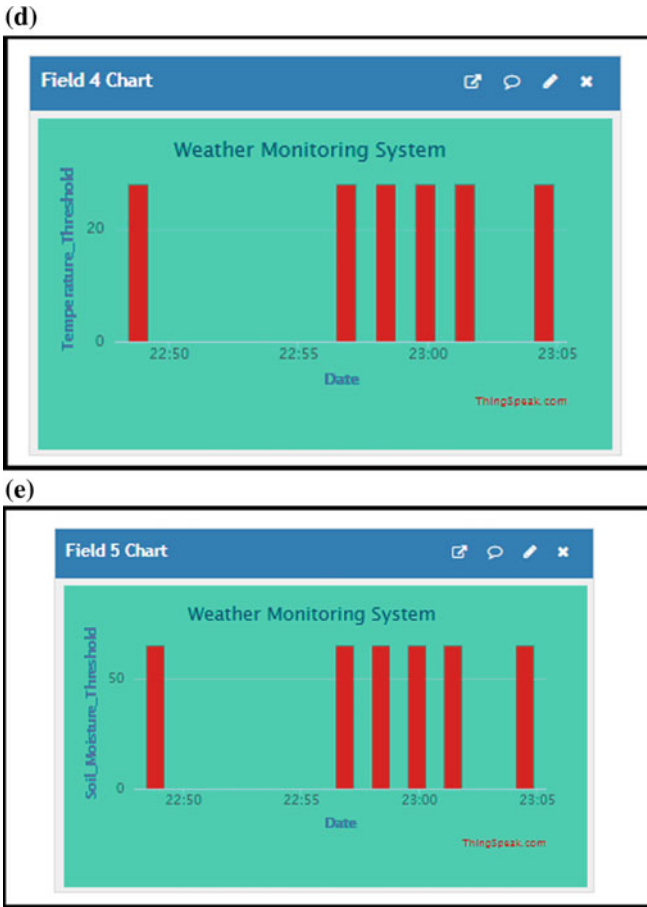 (d)
Field 4 Chart
Weather Monitoring System
Temperature_Threshold
20
0
22:50 22:55 23:00 23:05
Date
ThingSpeak.com
(e)
Field 5 Chart
Weather Monitoring System
Soil_Moisture_Threshold
50
0
22:50 22:55 23:00 23:05
Date
ThingSpeak.com